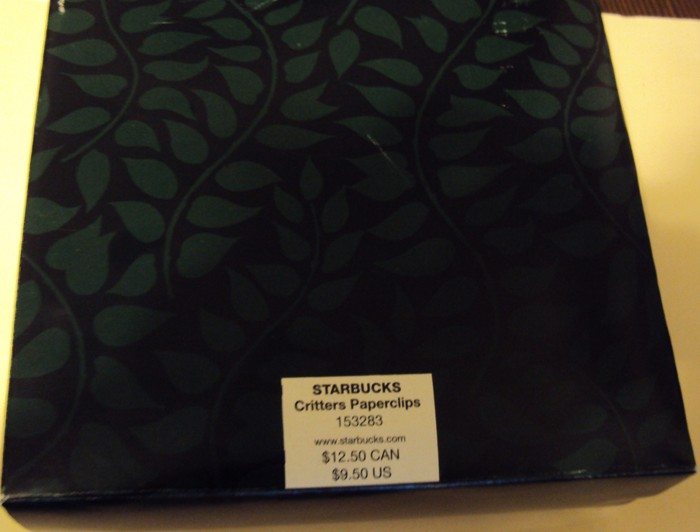 STARBUCKS
Critters Paperclips
153283
www.starbucks.com
$12.50 CAN
$9.50 US